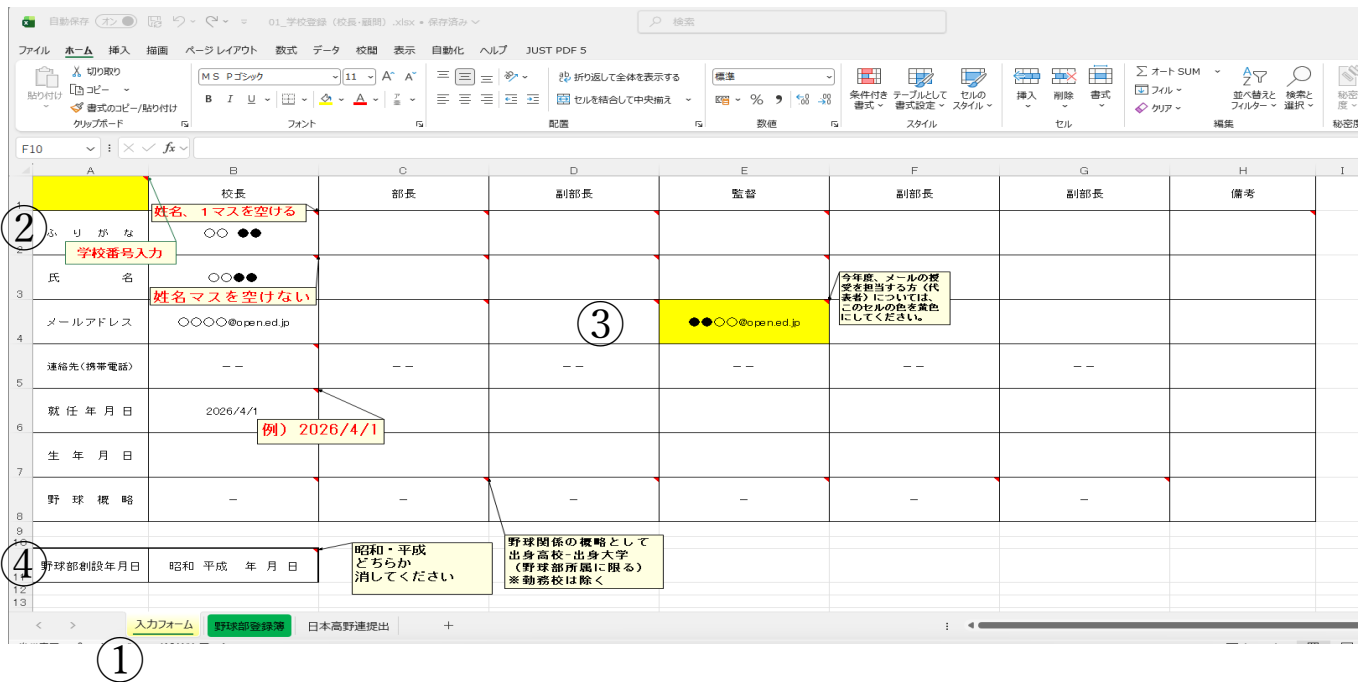 自動保存 オフ 01_学校登録（校長・顧問）.xlsx • 保存済み 検索
ファイル ホーム 挿入 描画 ページ レイアウト 数式 データ 校閲 表示 自動化 ヘルプ JUST PDF 5
貼り付け 切り取り コピー 書式のコピー/貼り付け
MS Pゴシック 11 A^ A˅
B I U A
折り返して全体を表示する
セルを結合して中央揃え
標準
% 9
条件付き書式 テーブルとして書式設定 セルのスタイル
挿入 削除 書式
オート SUM フィル クリア
並べ替えとフィルター 検索と選択
クリップボード フォント 配置 数値 スタイル セル 編集
F10 fx
A B C D E F G H I
1 校長 部長 副部長 監督 副部長 副部長 備考
姓名、１マスを空ける
②
2 ふ り が な ○○ ●●
学校番号入力
3 氏 名 ○○●●
姓名マスを空けない
今年度、メールの授
受を担当する方（代
表者）については、
このセルの色を黄色
にしてください。
4 メールアドレス ○○○○@open.ed.jp ③ ●●○○@open.ed.jp
5 連絡先(携帯電話) －－ －－ －－ －－ －－ －－
6 就 任 年 月 日 2026/4/1
例） 2026/4/1
7 生 年 月 日
8 野 球 概 略 － － － － － －
9
10
昭和・平成
どちらか
消してください
野球関係の概略として
出身高校-出身大学
（野球部所属に限る）
※勤務校は除く
④
11 野球部創設年月日 昭和 平成 年 月 日
12
13
入力フォーム 野球部登録簿 日本高野連提出 +
①